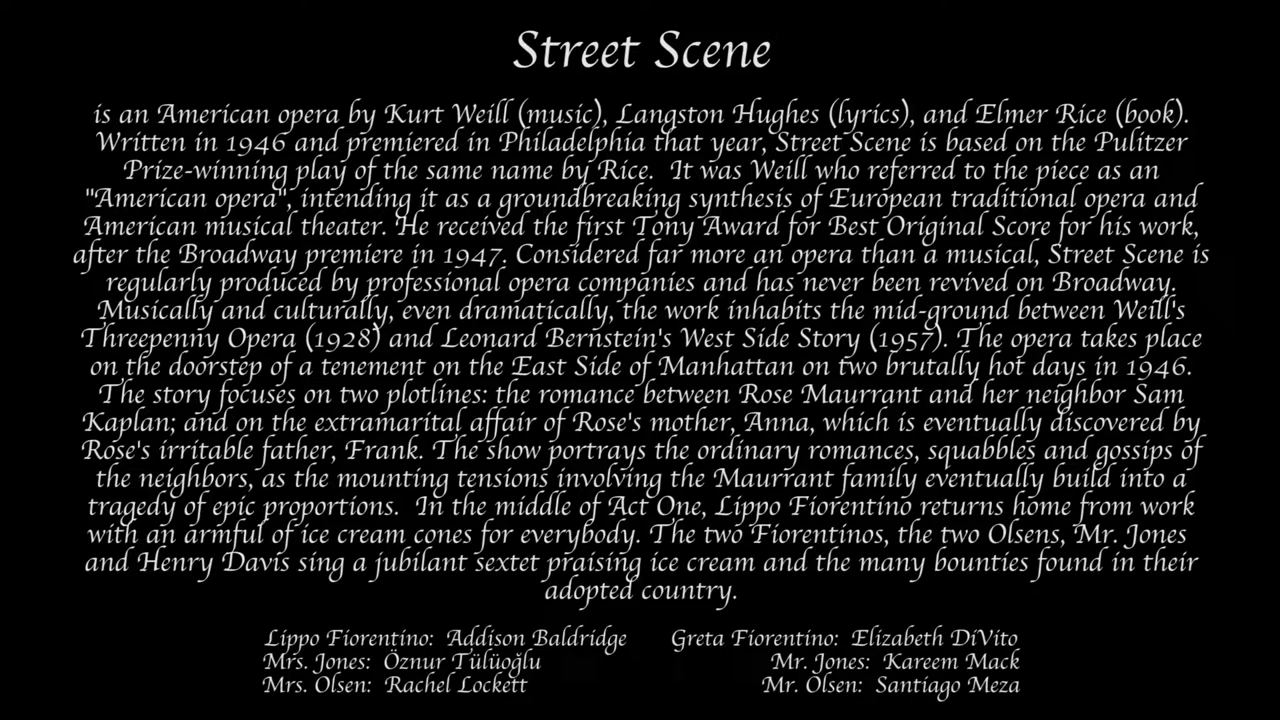 Street Scene
is an American opera by Kurt Weill (music), Langston Hughes (lyrics), and Elmer Rice (book).
Written in 1946 and premiered in Philadelphia that year, Street Scene is based on the Pulitzer
Prize-winning play of the same name by Rice.  It was Weill who referred to the piece as an
"American opera", intending it as a groundbreaking synthesis of European traditional opera and
American musical theater. He received the first Tony Award for Best Original Score for his work,
after the Broadway premiere in 1947. Considered far more an opera than a musical, Street Scene is
regularly produced by professional opera companies and has never been revived on Broadway.
Musically and culturally, even dramatically, the work inhabits the mid-ground between Weill's
Threepenny Opera (1928) and Leonard Bernstein's West Side Story (1957). The opera takes place
on the doorstep of a tenement on the East Side of Manhattan on two brutally hot days in 1946.
The story focuses on two plotlines: the romance between Rose Maurrant and her neighbor Sam
Kaplan; and on the extramarital affair of Rose's mother, Anna, which is eventually discovered by
Rose's irritable father, Frank. The show portrays the ordinary romances, squabbles and gossips of
the neighbors, as the mounting tensions involving the Maurrant family eventually build into a
tragedy of epic proportions.  In the middle of Act One, Lippo Fiorentino returns home from work
with an armful of ice cream cones for everybody. The two Fiorentinos, the two Olsens, Mr. Jones
and Henry Davis sing a jubilant sextet praising ice cream and the many bounties found in their
adopted country.
Lippo Fiorentino:  Addison Baldridge      Greta Fiorentino:  Elizabeth DiVito
Mrs. Jones:  Öznur Tülüoğlu      Mr. Jones:  Kareem Mack
Mrs. Olsen:  Rachel Lockett      Mr. Olsen:  Santiago Meza